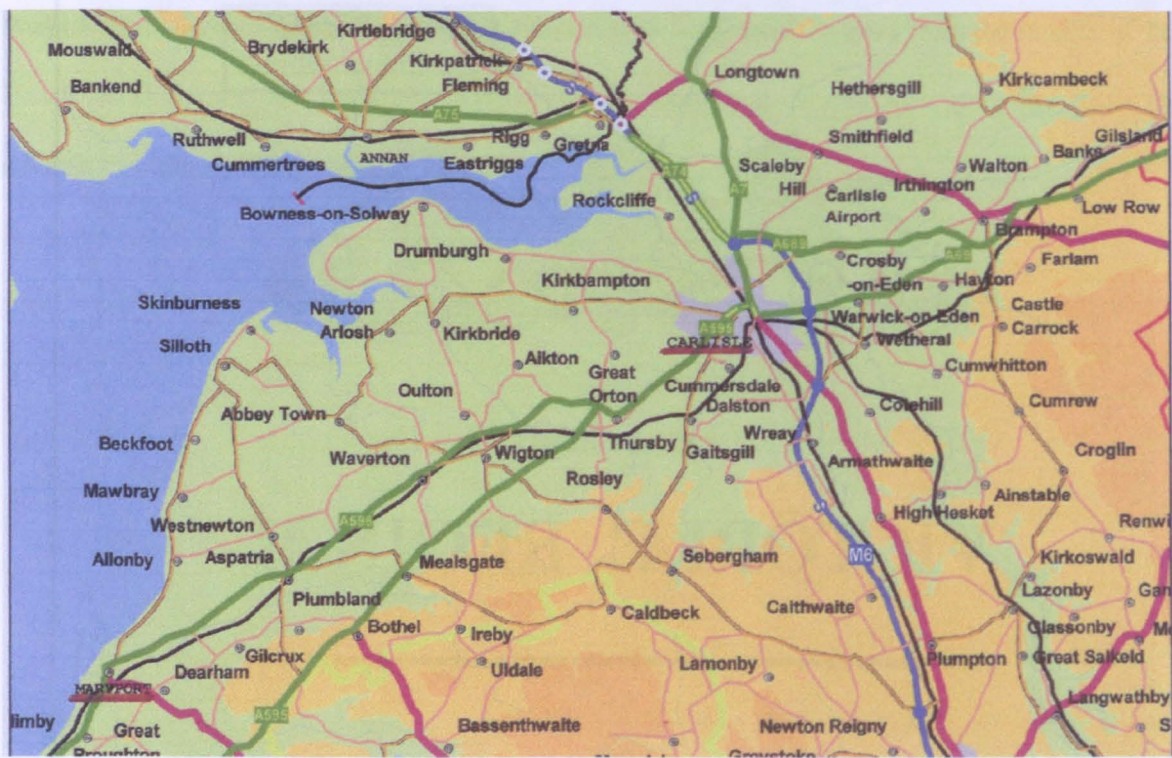 Kirtlebridge
Mouswald
Brydekirk
Kirkpatrick
Fleming
Longtown
Hethersgill
Kirkcambeck
Bankend
A75
Ruthwell
Cummertrees
ANNAN
Rigg
Eastriggs
Gretna
Smithfield
Gilsland
Banks
A74
A7
Scaleby
Hill
Walton
Irthington
Carlisle
Airport
Rockcliffe
Low Row
Bowness-on-Solway
Brampton
A689
A69
Drumburgh
Crosby
-on-Eden
Farlam
Hayton
Kirkbampton
Skinburness
Newton
Arlosh
Kirkbride
Castle
Carrock
Warwick-on-Eden
A595
CARLISLE
Wetheral
Silloth
Aikton
Great
Orton
Cumwhitton
Oulton
Cummersdale
Dalston
Cotehill
Cumrew
Abbey Town
Beckfoot
Waverton
Wigton
Thursby
Gaitsgill
Wreay
Armathwaite
Croglin
Mawbray
Rosley
Ainstable
High Hesket
Westnewton
A596
Renwi
Allonby
Aspatria
Mealsgate
Sebergham
M6
Kirkoswald
Lazonby
Plumbland
Caldbeck
Calthwaite
Glassonby
Bothel
Ireby
Gilcrux
Dearham
Uldale
Lamonby
Plumpton
Great Salkeld
MARYPORT
Langwathby
limby
A595
Great
Broughton
Bassenthwaite
Newton Reigny
Greystoke